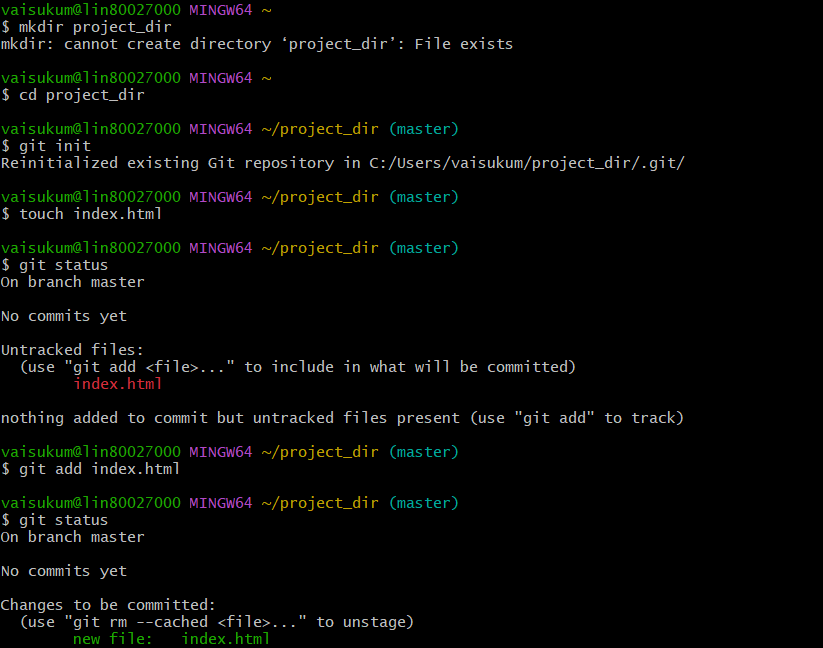 vaisukum@lin80027000 MINGW64 ~
$ mkdir project_dir
mkdir: cannot create directory ‘project_dir’: File exists
vaisukum@lin80027000 MINGW64 ~
$ cd project_dir
vaisukum@lin80027000 MINGW64 ~/project_dir (master)
$ git init
Reinitialized existing Git repository in C:/Users/vaisukum/project_dir/.git/
vaisukum@lin80027000 MINGW64 ~/project_dir (master)
$ touch index.html
vaisukum@lin80027000 MINGW64 ~/project_dir (master)
$ git status
On branch master
No commits yet
Untracked files:
  (use "git add <file>..." to include in what will be committed)
        index.html
nothing added to commit but untracked files present (use "git add" to track)
vaisukum@lin80027000 MINGW64 ~/project_dir (master)
$ git add index.html
vaisukum@lin80027000 MINGW64 ~/project_dir (master)
$ git status
On branch master
No commits yet
Changes to be committed:
  (use "git rm --cached <file>..." to unstage)
        new file:   index.html